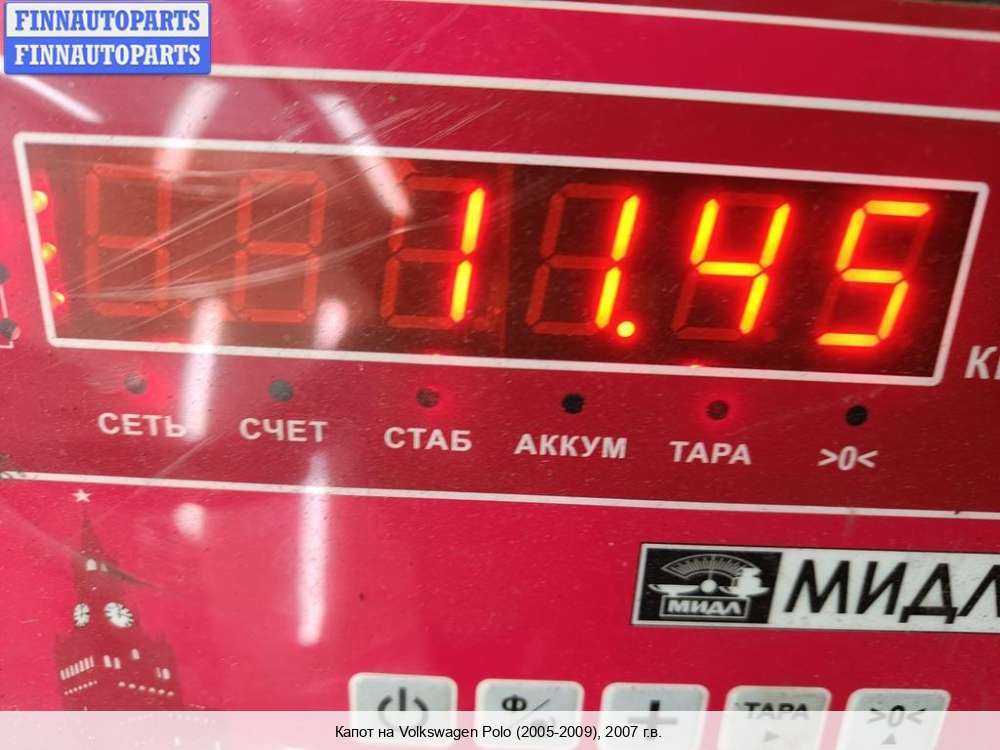 FINNAUTOPARTS
FINNAUTOPARTS
11.45
СЕТЬ СЧЕТ СТАБ АККУМ ТАРА >0<
МИДЛ МИДЛ
ТАРА >0<
Капот на Volkswagen Polo (2005-2009), 2007 г.в.